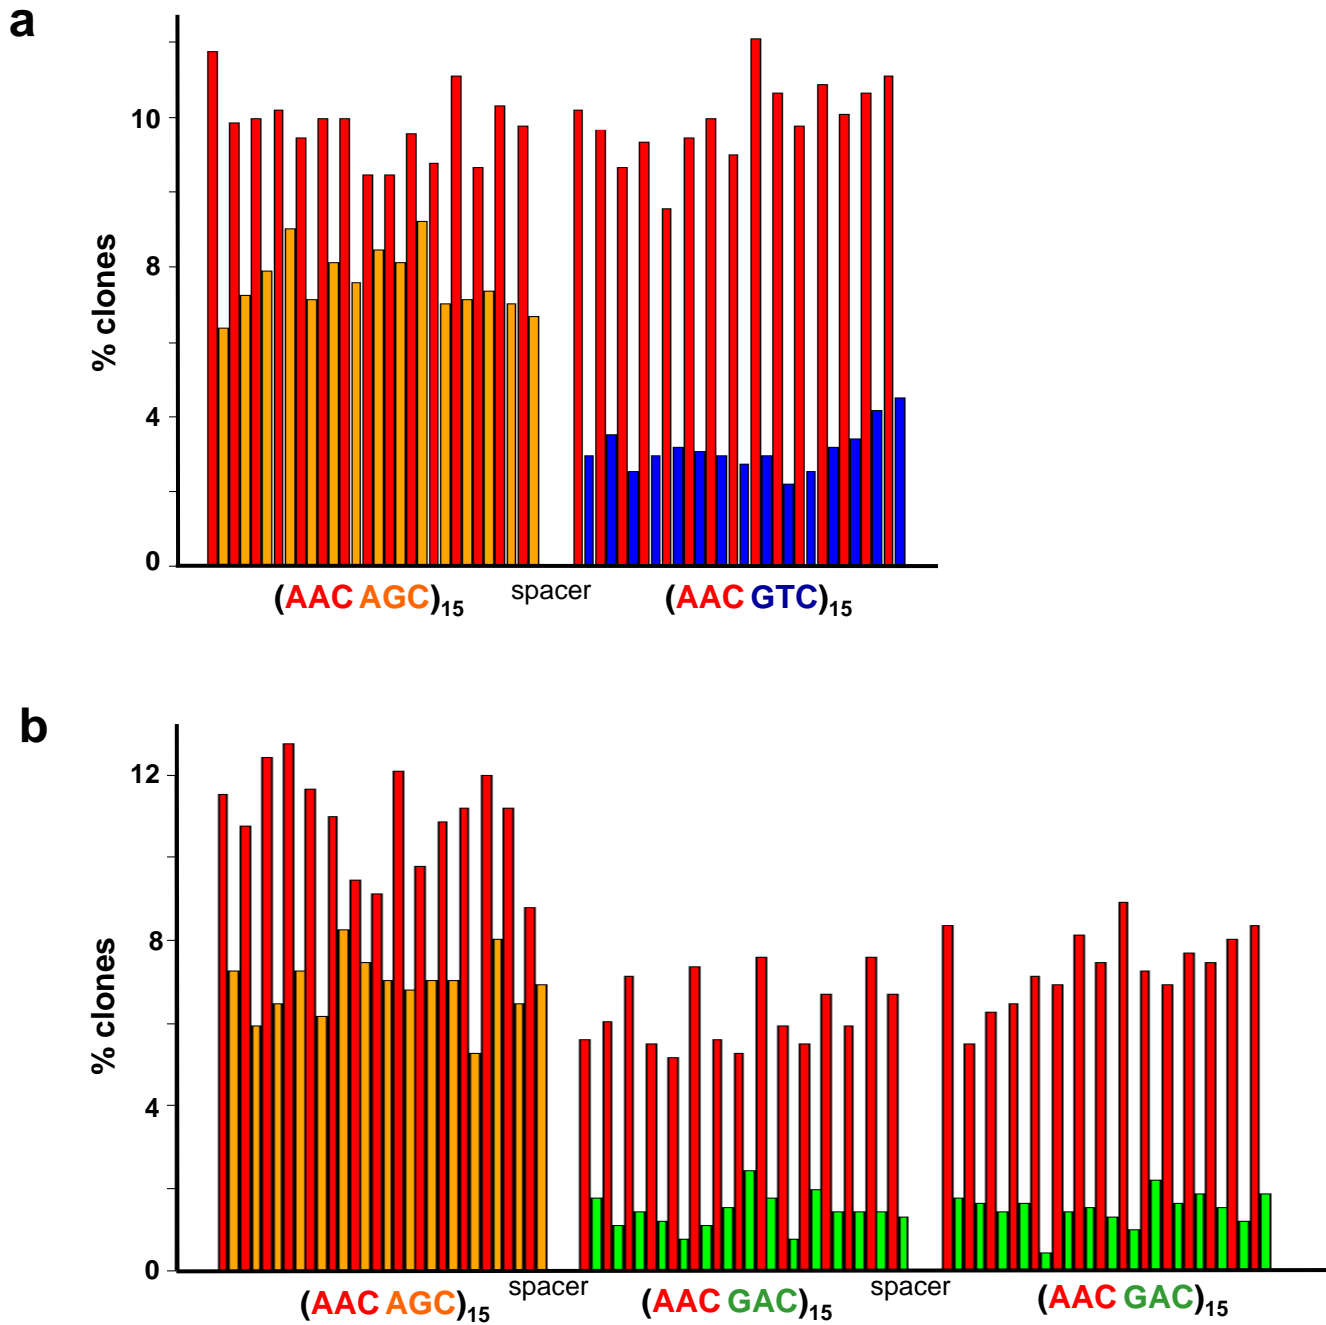 a
10
8
4
0
% clones
(AAC AGC)15 spacer (AAC GTC)15
b
12
8
4
0
% clones
(AAC AGC)15 spacer (AAC GAC)15 spacer (AAC GAC)15